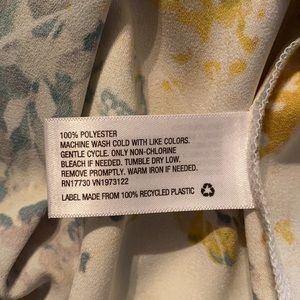 100% POLYESTER
MACHINE WASH COLD WITH LIKE COLORS.
GENTLE CYCLE. ONLY NON-CHLORINE
BLEACH IF NEEDED. TUMBLE DRY LOW.
REMOVE PROMPTLY. WARM IRON IF NEEDED.
RN17730 VN1973122
LABEL MADE FROM 100% RECYCLED PLASTIC